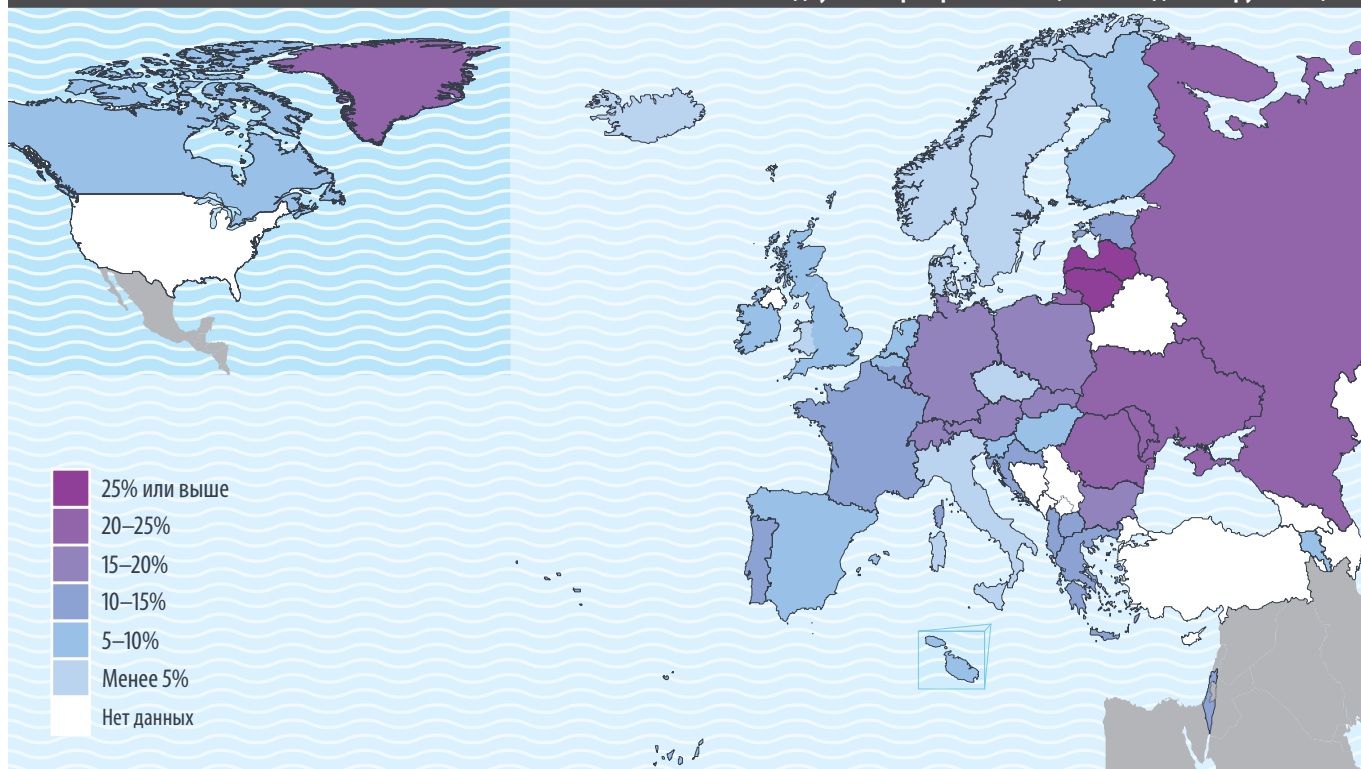 25% или выше
20–25%
15–20%
10–15%
5–10%
Менее 5%
Нет данных